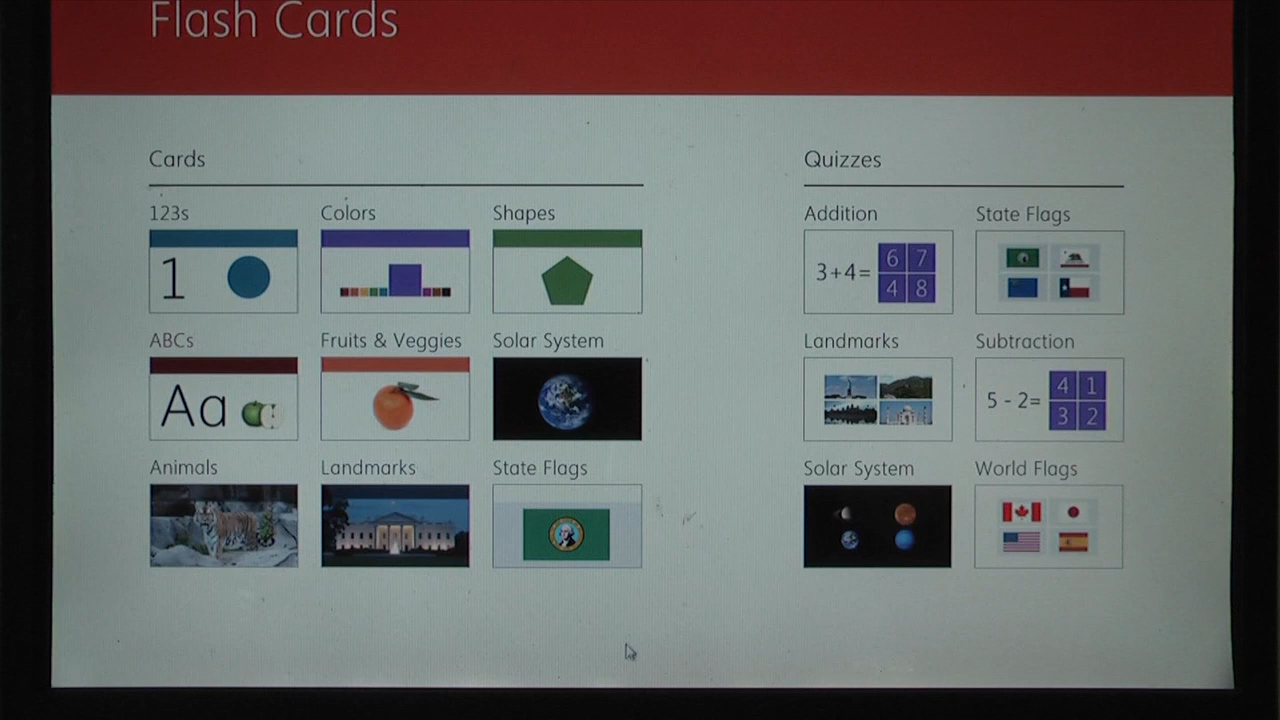 Flash Cards
Cards
123s
Colors
Shapes
1
ABCs
Fruits & Veggies
Solar System
Aa
Animals
Landmarks
State Flags
Quizzes
Addition
State Flags
3+4=
6 7
4 8
Landmarks
Subtraction
5 - 2=
4 1
3 2
Solar System
World Flags